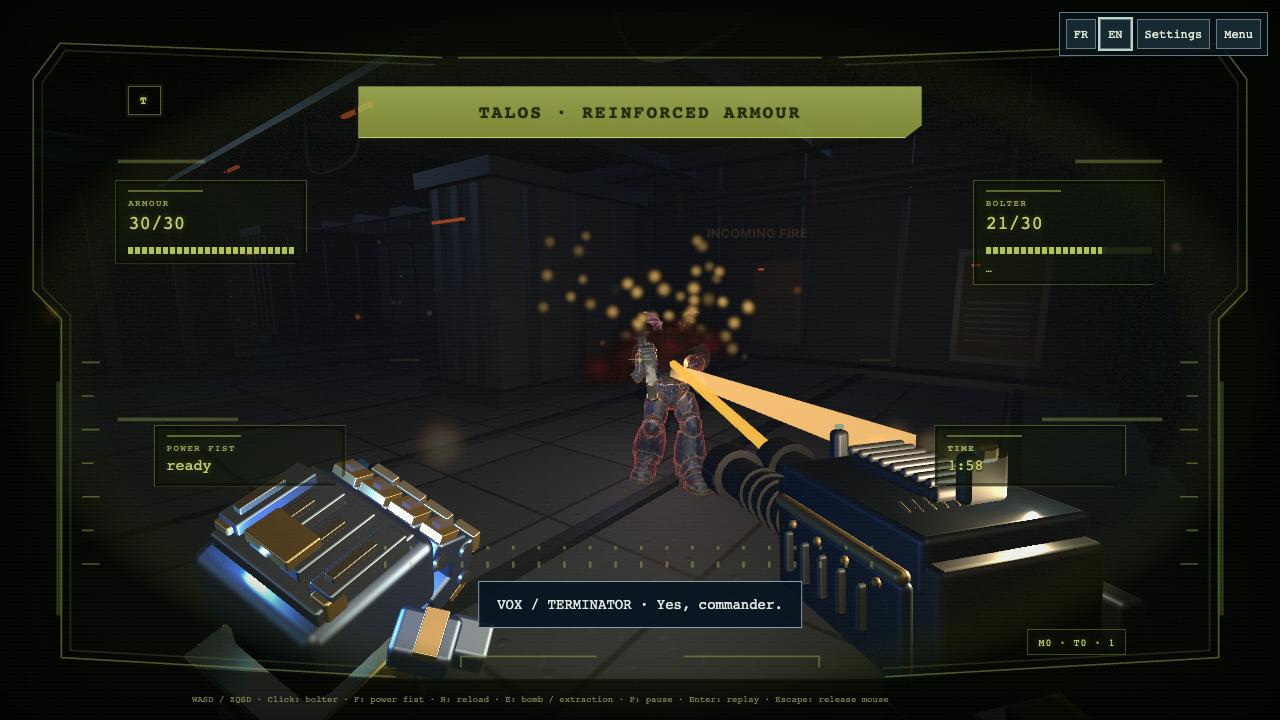 FR EN Settings Menu
T
TALOS · REINFORCED ARMOUR
ARMOUR
30/30
BOLTER
21/30
…
INCOMING FIRE
POWER FIST
ready
TIME
1:58
VOX / TERMINATOR · Yes, commander.
M0 · T0 · 1
WASD / ZQSD · Click: bolter · F: power fist · R: reload · E: bomb / extraction · P: pause · Enter: replay · Escape: release mouse